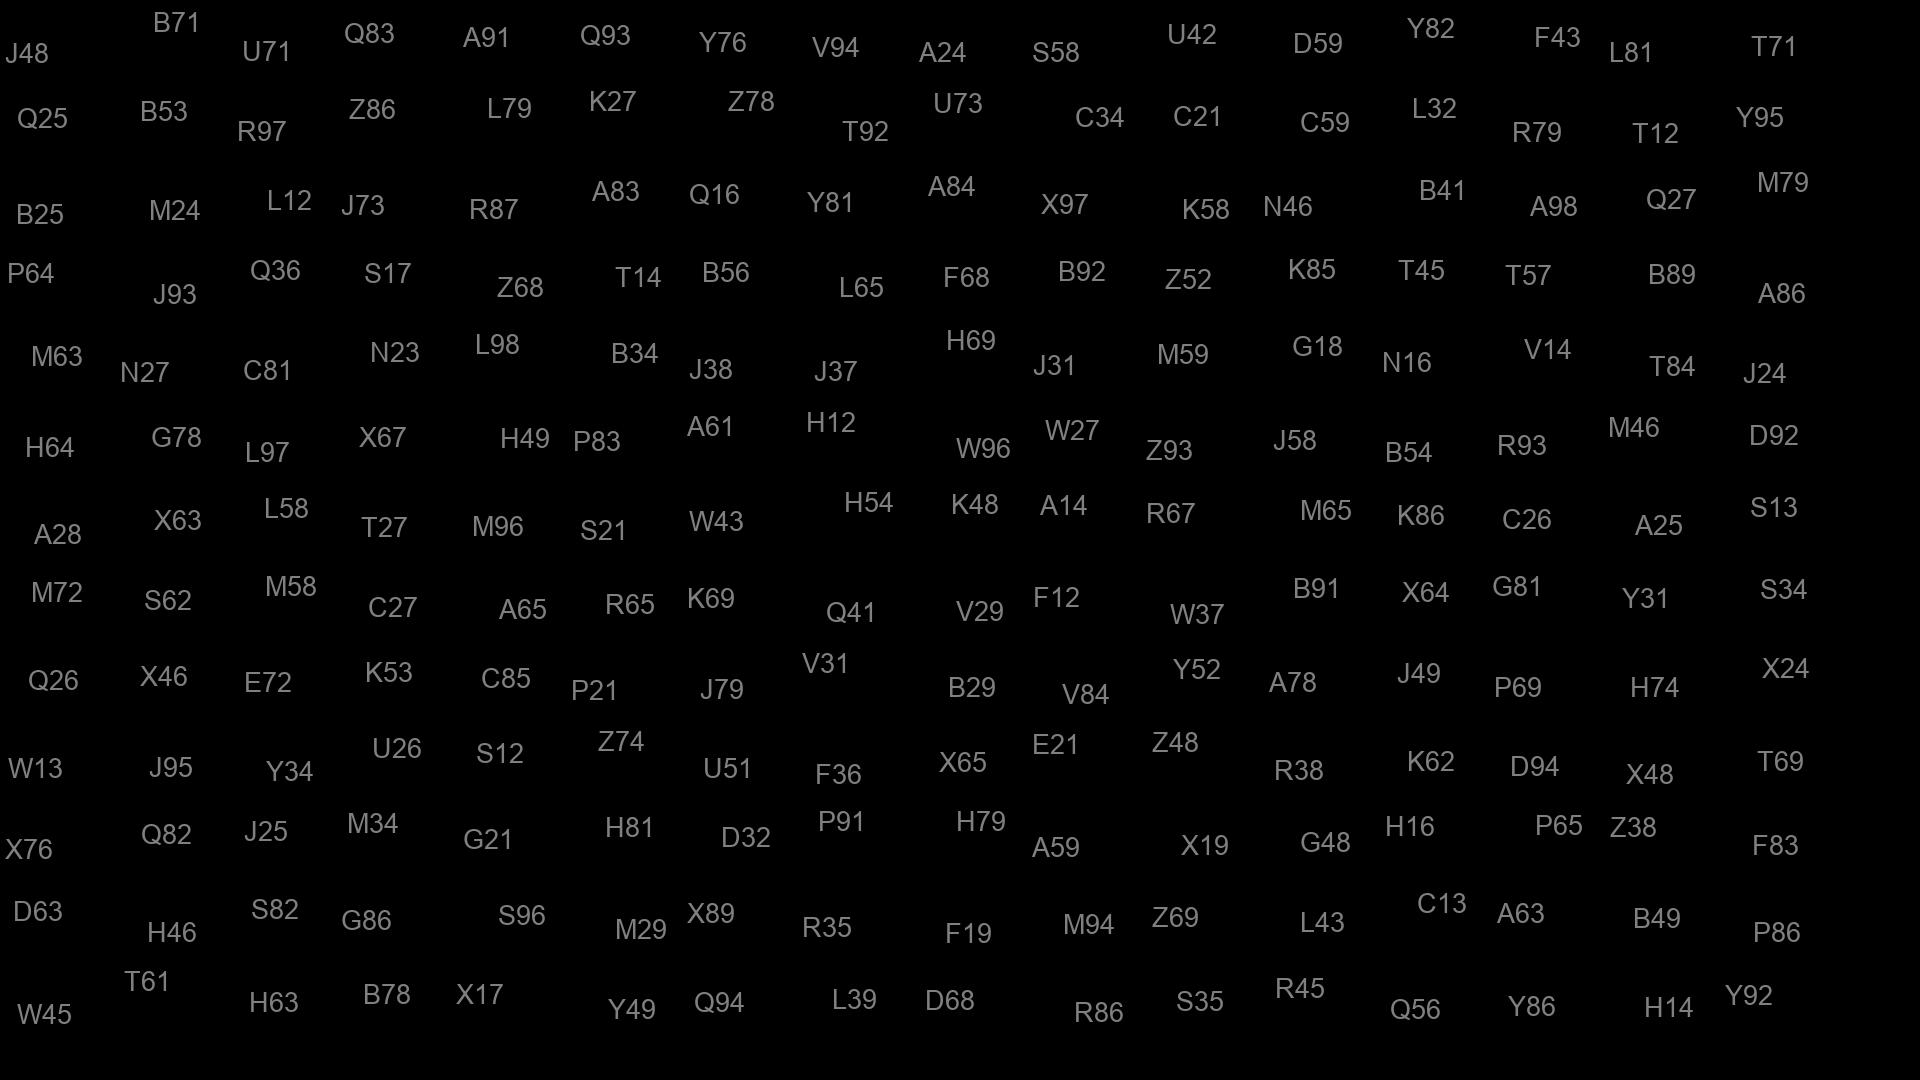 J48 B71 U71 Q83 A91 Q93 Y76 V94 A24 S58 U42 D59 Y82 F43 L81 T71
Q25 B53 R97 Z86 L79 K27 Z78 T92 U73 C34 C21 C59 L32 R79 T12 Y95
B25 M24 L12 J73 R87 A83 Q16 Y81 A84 X97 K58 N46 B41 A98 Q27 M79
P64 J93 Q36 S17 Z68 T14 B56 L65 F68 B92 Z52 K85 T45 T57 B89 A86
M63 N27 C81 N23 L98 B34 J38 J37 H69 J31 M59 G18 N16 V14 T84 J24
H64 G78 L97 X67 H49 P83 A61 H12 W96 W27 Z93 J58 B54 R93 M46 D92
A28 X63 L58 T27 M96 S21 W43 H54 K48 A14 R67 M65 K86 C26 A25 S13
M72 S62 M58 C27 A65 R65 K69 Q41 V29 F12 W37 B91 X64 G81 Y31 S34
Q26 X46 E72 K53 C85 P21 J79 V31 B29 V84 Y52 A78 J49 P69 H74 X24
W13 J95 Y34 U26 S12 Z74 U51 F36 X65 E21 Z48 R38 K62 D94 X48 T69
X76 Q82 J25 M34 G21 H81 D32 P91 H79 A59 X19 G48 H16 P65 Z38 F83
D63 H46 S82 G86 S96 M29 X89 R35 F19 M94 Z69 L43 C13 A63 B49 P86
W45 T61 H63 B78 X17 Y49 Q94 L39 D68 R86 S35 R45 Q56 Y86 H14 Y92